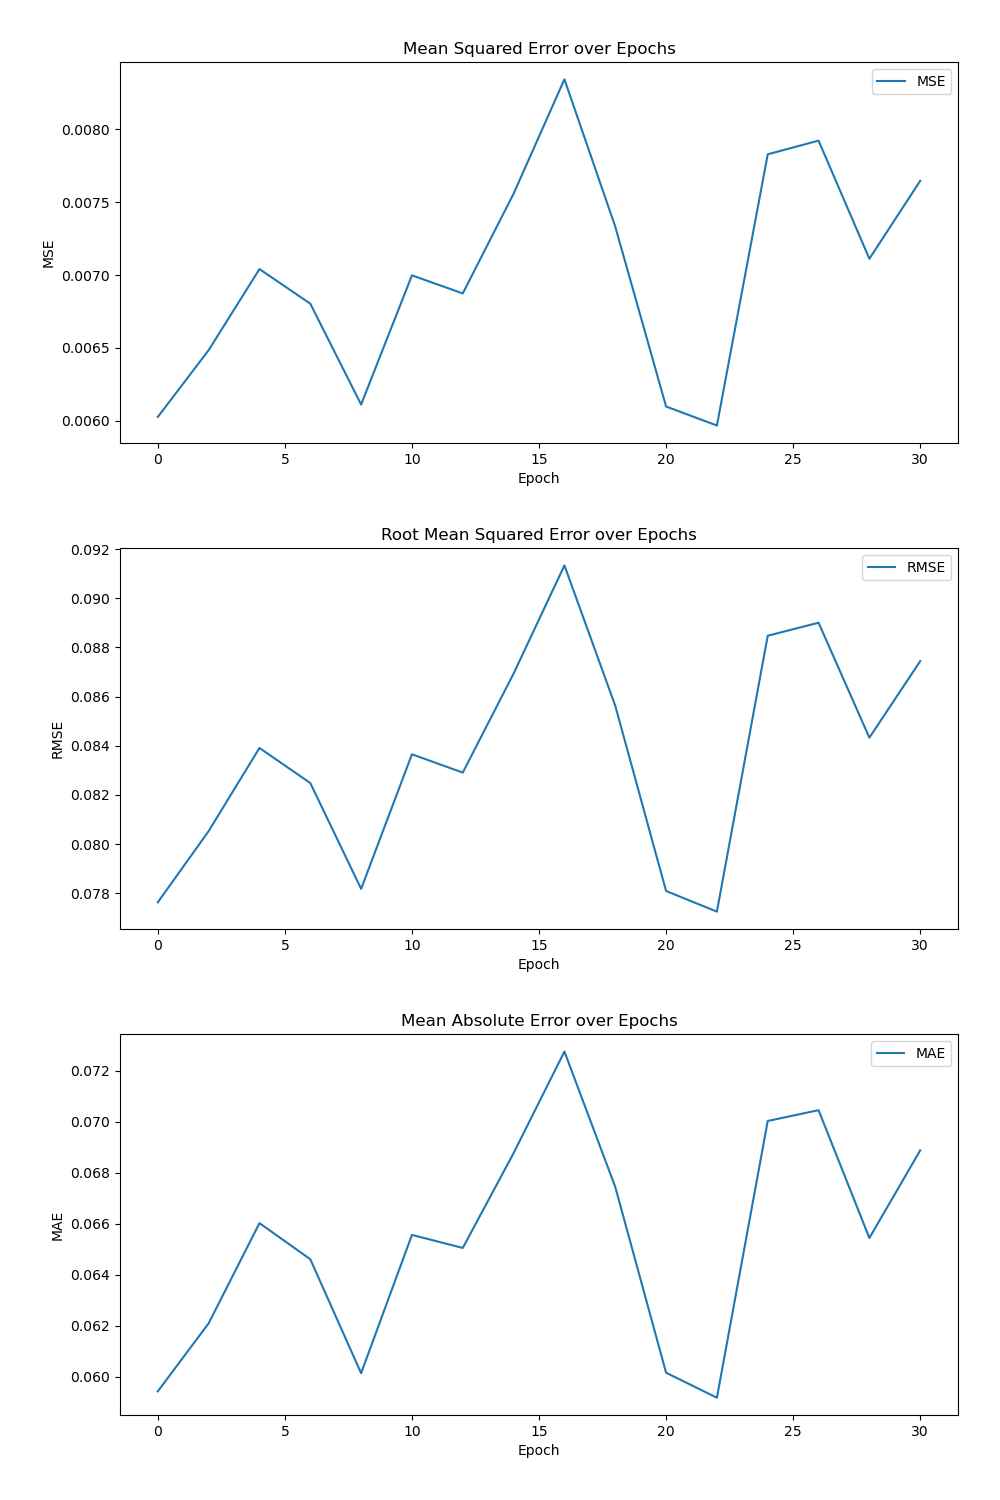 Mean Squared Error over Epochs
MSE
0.0080
0.0075
0.0070
0.0065
0.0060
MSE
0 5 10 15 20 25 30
Epoch
Root Mean Squared Error over Epochs
RMSE
0.092
0.090
0.088
0.086
0.084
0.082
0.080
0.078
RMSE
0 5 10 15 20 25 30
Epoch
Mean Absolute Error over Epochs
MAE
0.072
0.070
0.068
0.066
0.064
0.062
0.060
MAE
0 5 10 15 20 25 30
Epoch